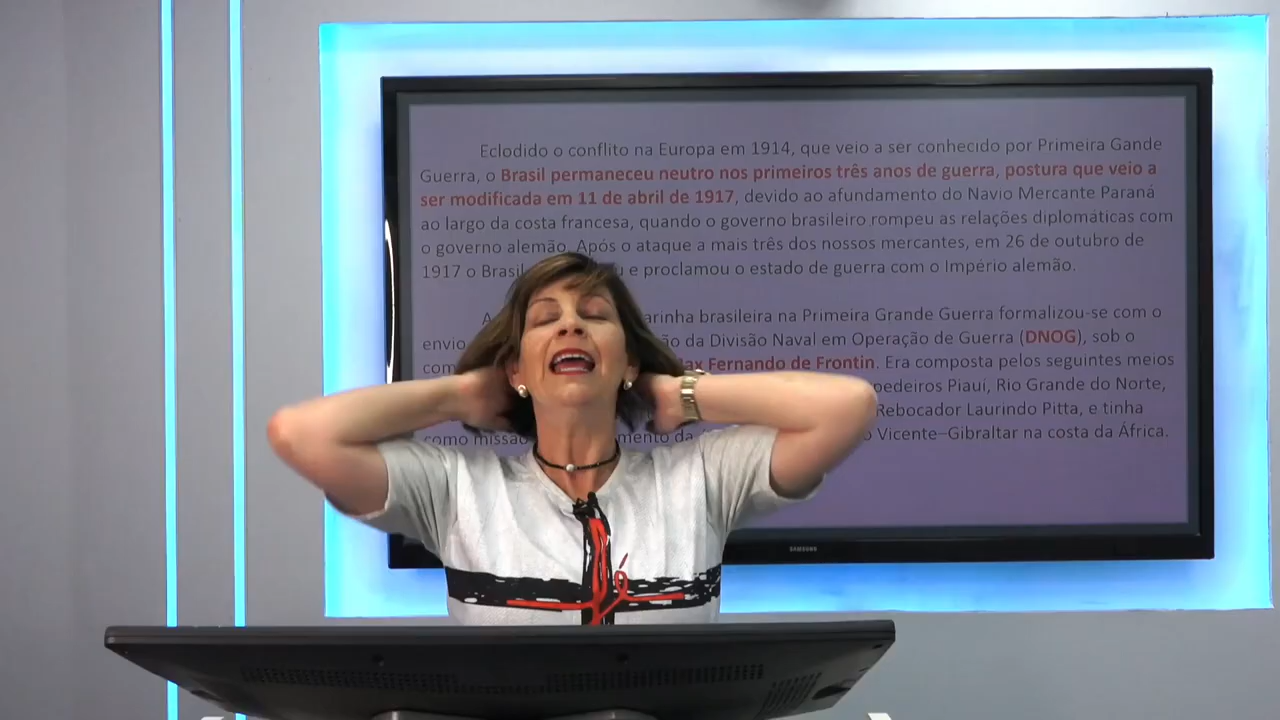 Eclodido o conflito na Europa em 1914, que veio a ser conhecido por Primeira Gande
Guerra, o Brasil permaneceu neutro nos primeiros três anos de guerra, postura que veio a
ser modificada em 11 de abril de 1917, devido ao afundamento do Navio Mercante Paraná
ao largo da costa francesa, quando o governo brasileiro rompeu as relações diplomáticas com
o governo alemão. Após o ataque a mais três dos nossos mercantes, em 26 de outubro de
1917 o Brasil e proclamou o estado de guerra com o Império alemão.
brasileira na Primeira Grande Guerra formalizou-se com o
envio da Divisão Naval em Operação de Guerra (DNOG), sob o
Fernando de Frontin. Era composta pelos seguintes meios
Piauí, Rio Grande do Norte,
Rebocador Laurindo Pitta, e tinha
como Vicente–Gibraltar na costa da África.
SAMSUNG
fé